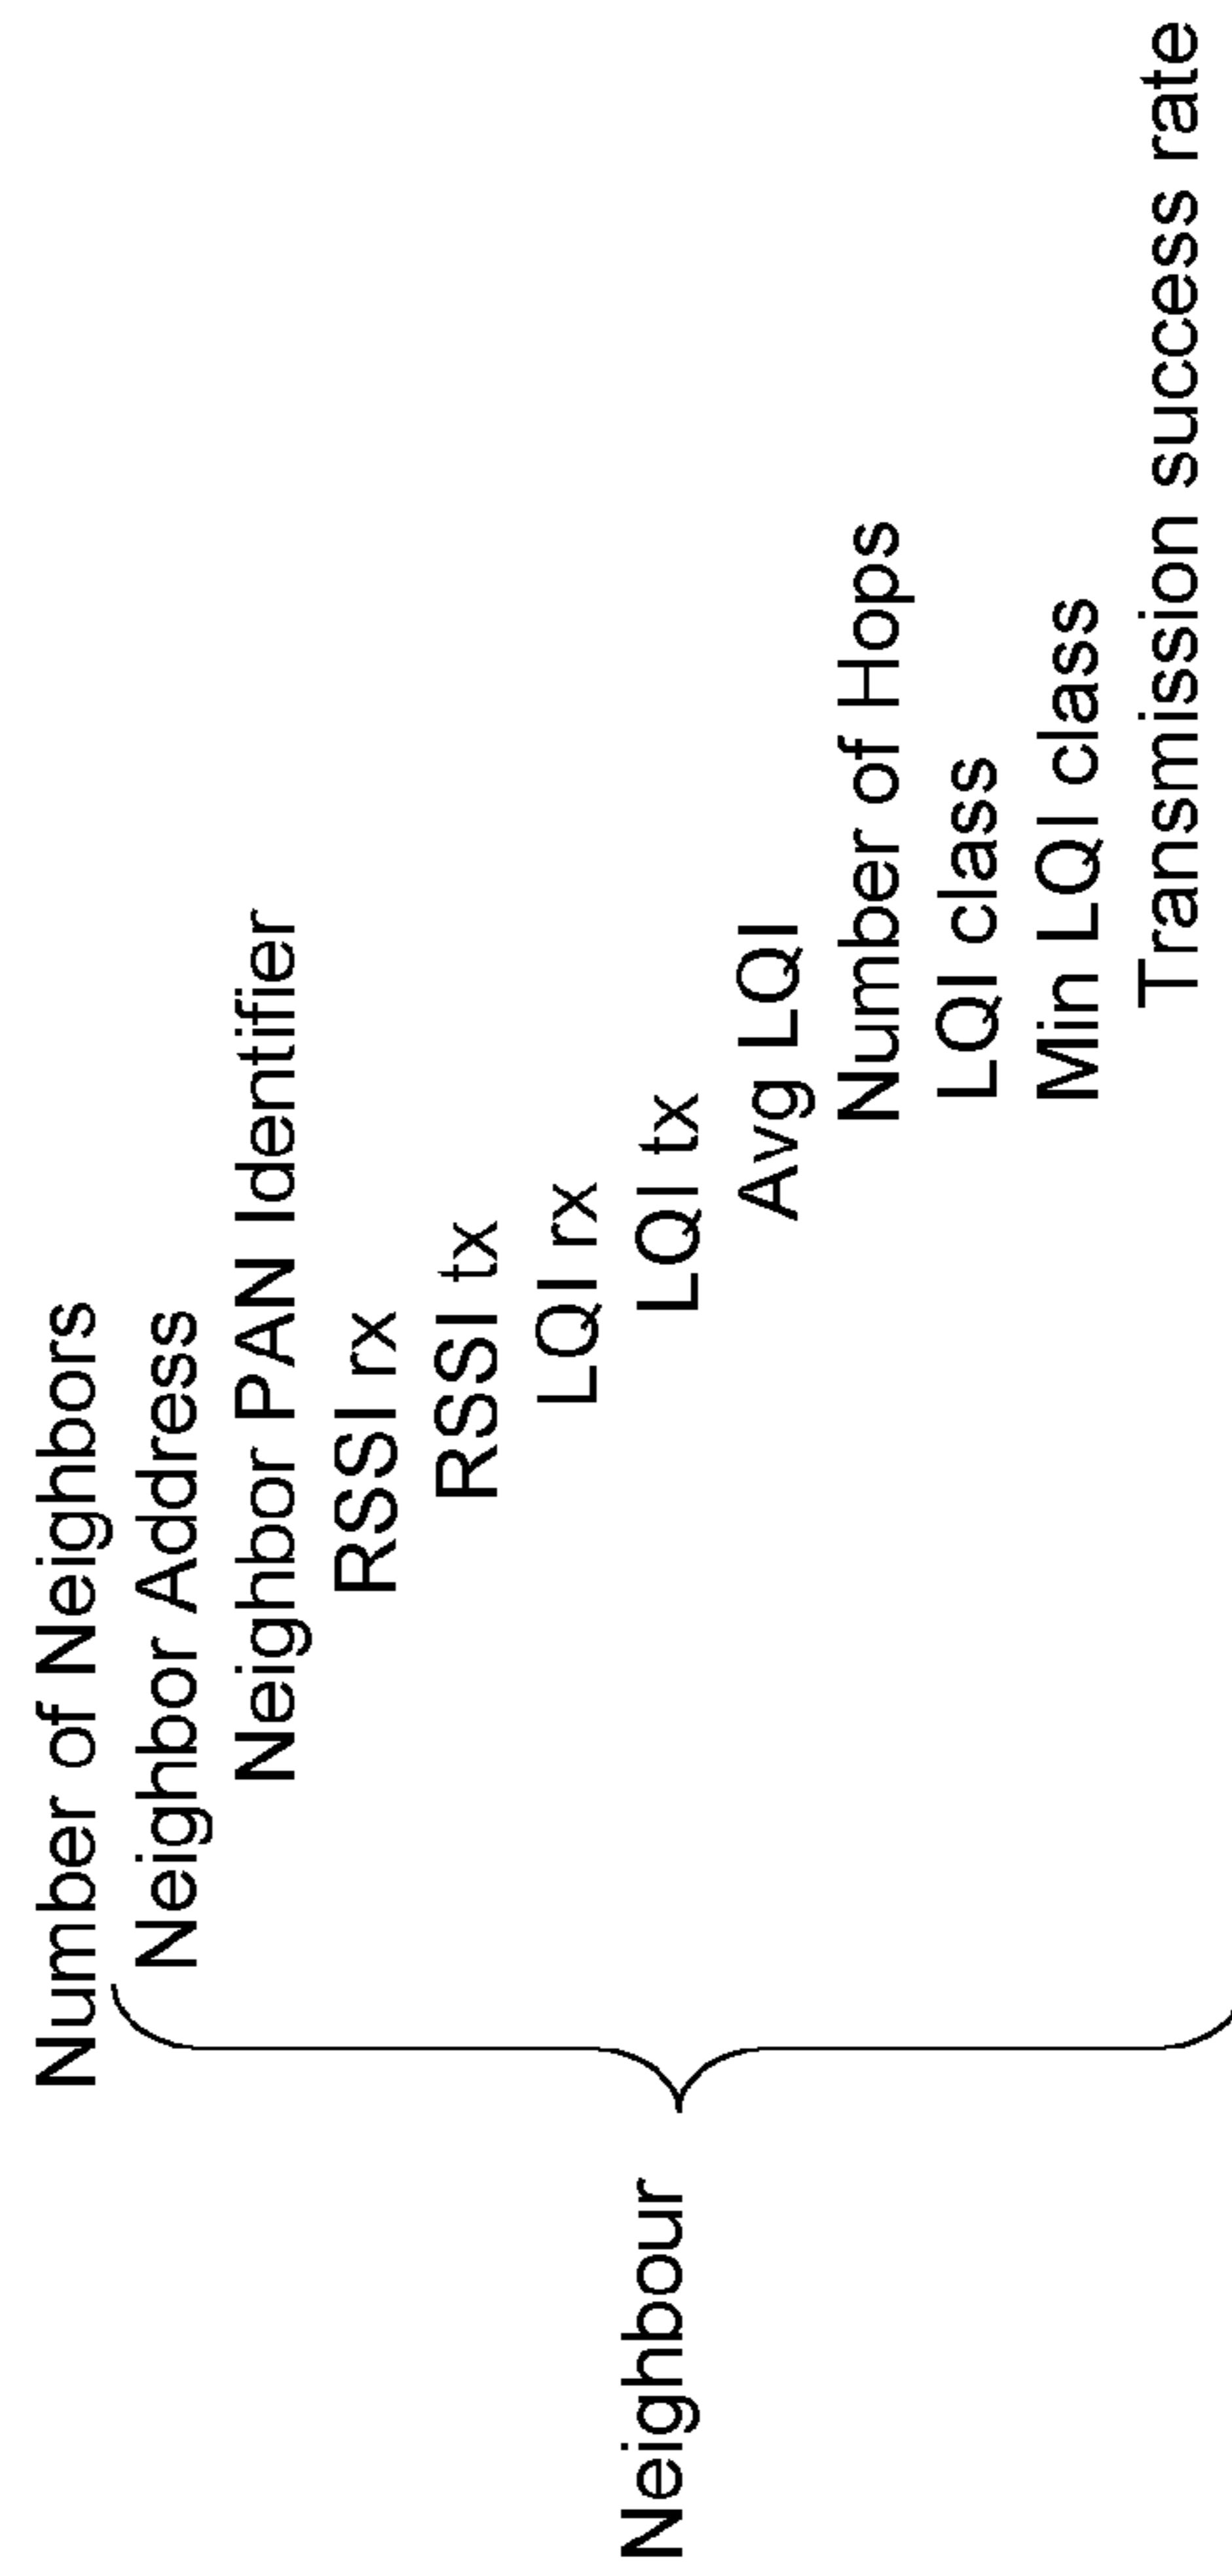 Number of Neighbors
Neighbor Address
Neighbor PAN Identifier
RSSI rx
RSSI tx
LQI rx
LQI tx
Avg LQI
Number of Hops
LQI class
Min LQI class
Transmission success rate
Neighbour